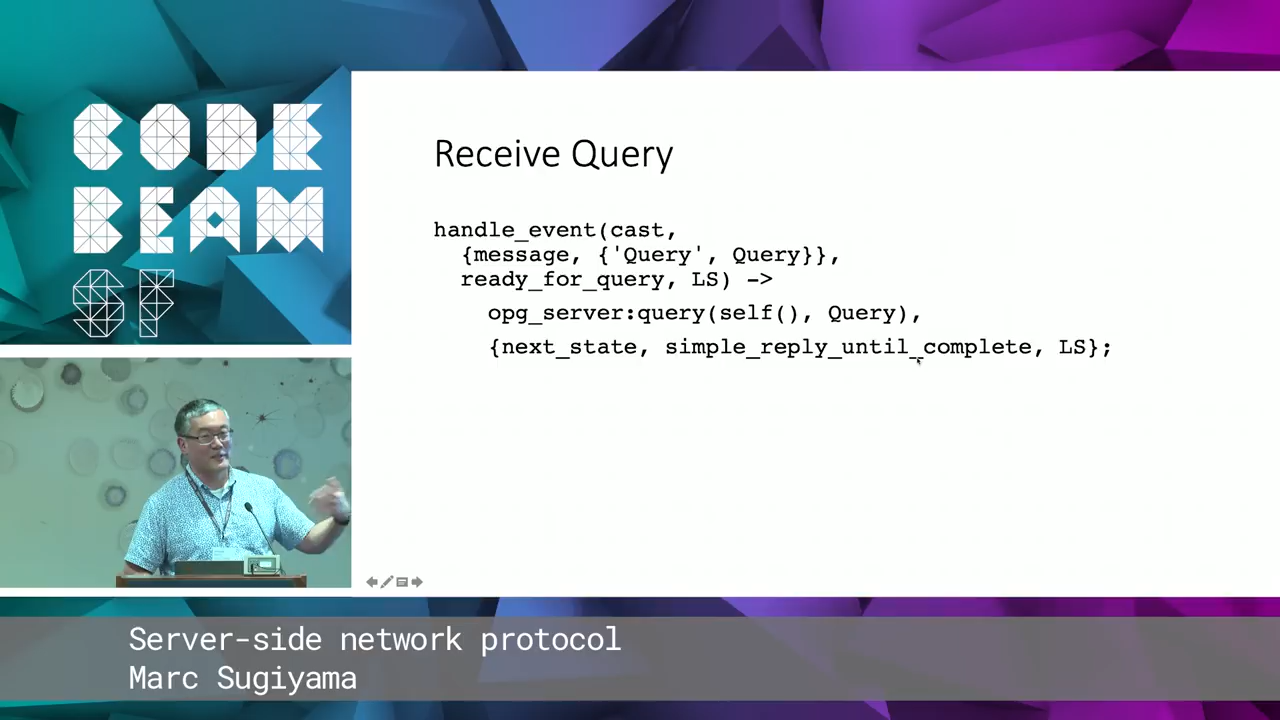 CODE
BEAM
SF
Receive Query
handle_event(cast,
{message, {'Query', Query}},
ready_for_query, LS) ->
opg_server:query(self(), Query),
{next_state, simple_reply_until_complete, LS};
Server-side network protocol
Marc Sugiyama